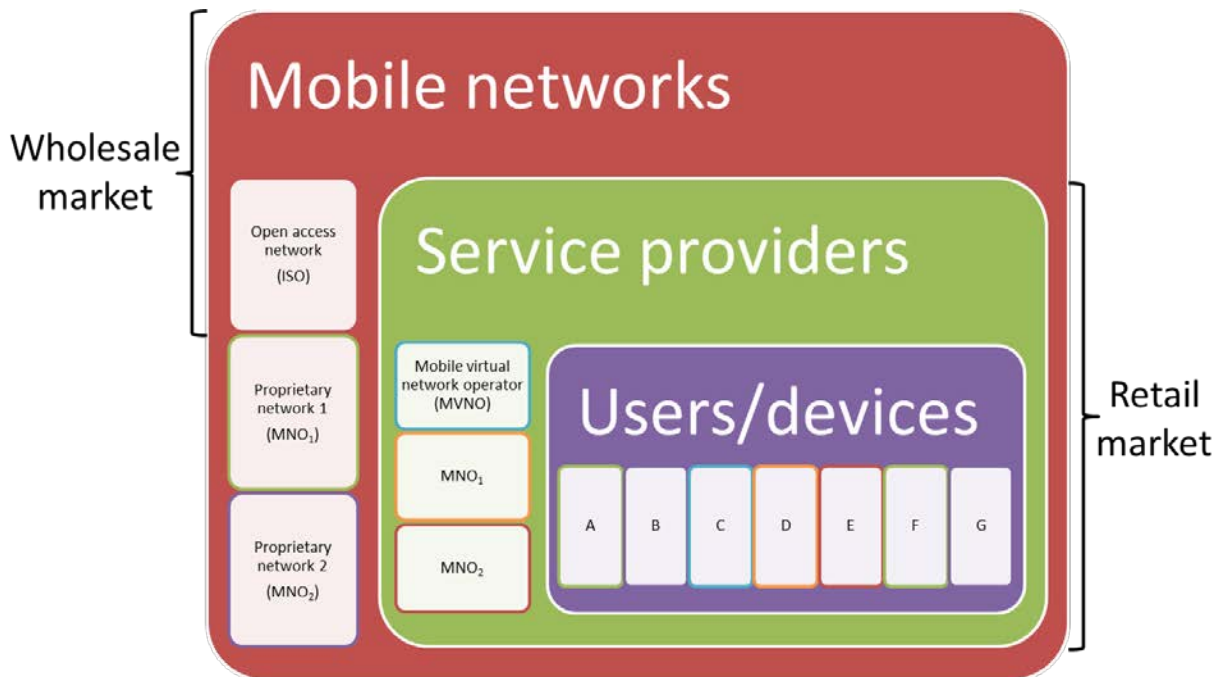 Mobile networks
Wholesale
market
Open access
network
(ISO)
Service providers
Proprietary
network 1
(MNO₁)
Mobile virtual
network operator
(MVNO)
Users/devices
Retail
market
MNO₁
A B C D E F G
Proprietary
network 2
(MNO₂)
MNO₂